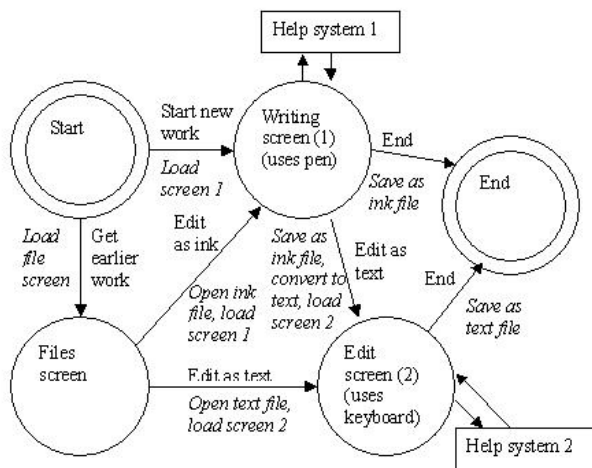 Help system 1
Start
Start new
work
Load
screen 1
Writing
screen (1)
(uses pen)
End
Save as
ink file
End
Load
file
screen
Get
earlier
work
Edit
as ink
Open ink
file, load
screen 1
Save as
ink file,
convert to
text, load
screen 2
Edit as
text
End
Save as
text file
Files
screen
Edit as text
Open text file,
load screen 2
Edit
screen (2)
(uses
keyboard)
Help system 2